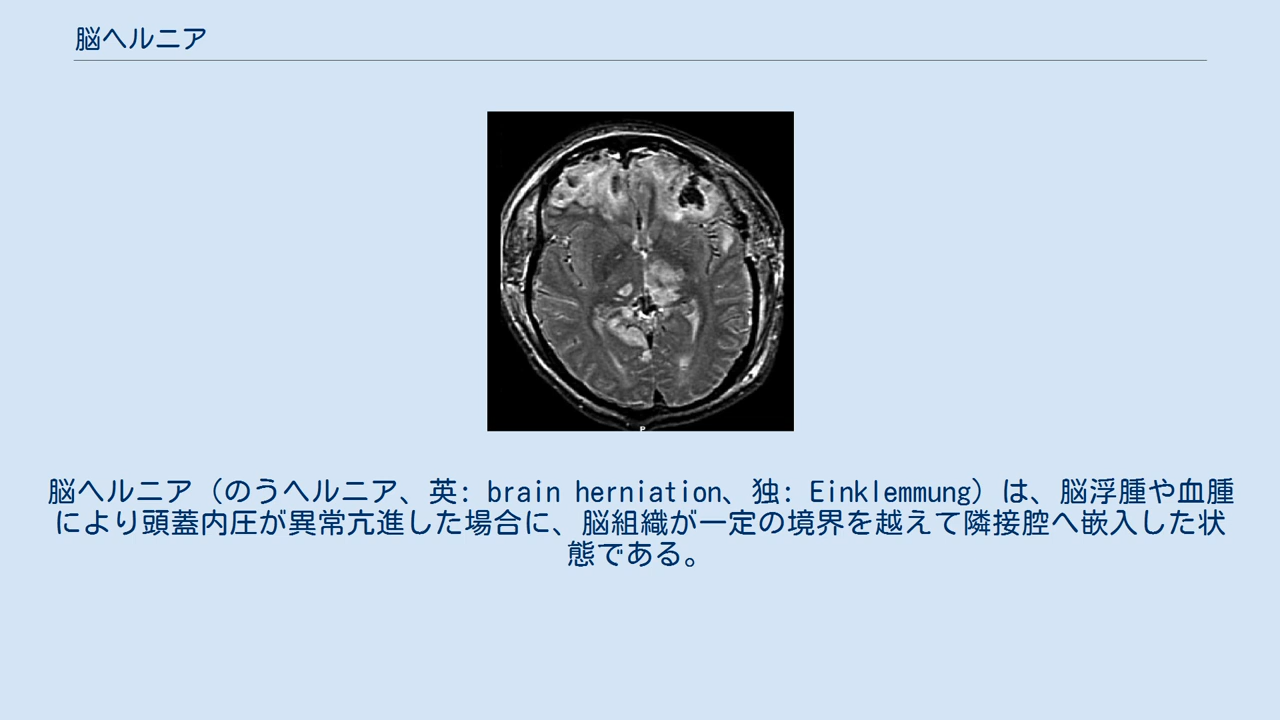 脳ヘルニア
P
脳ヘルニア（のうヘルニア、英: brain herniation、独: Einklemmung）は、脳浮腫や血腫
により頭蓋内圧が異常亢進した場合に、脳組織が一定の境界を越えて隣接腔へ嵌入した状
態である。